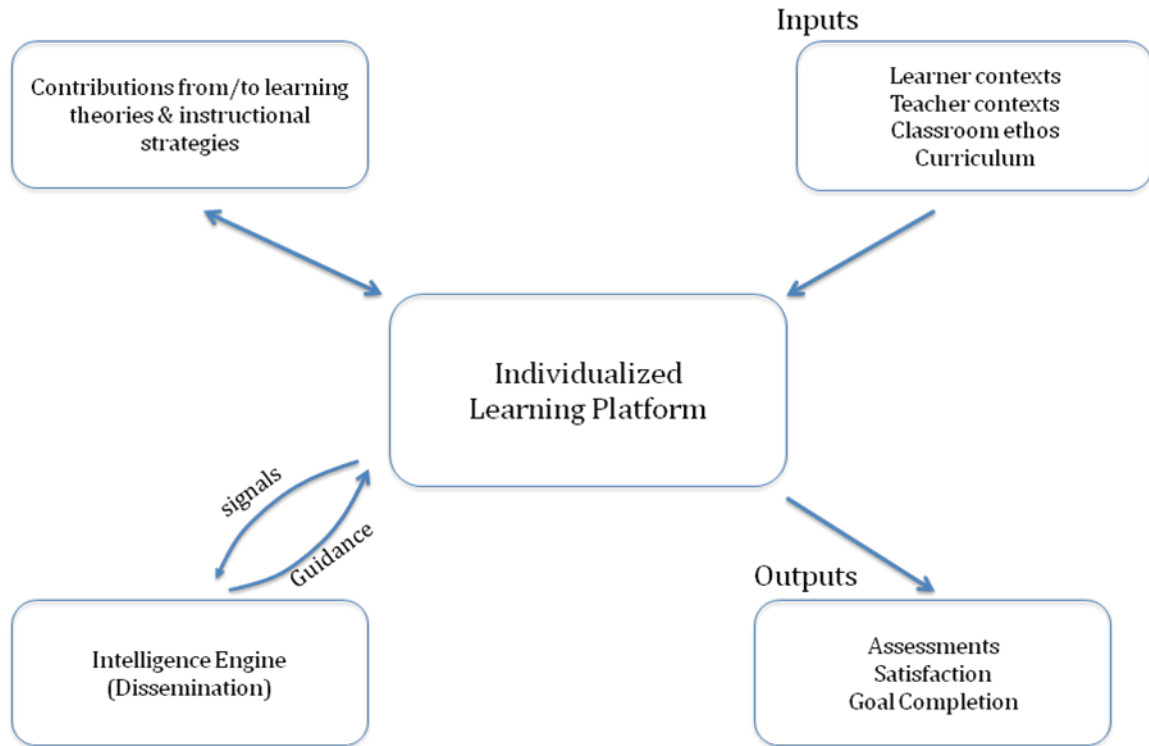 Inputs
Contributions from/to learning
theories & instructional
strategies
Learner contexts
Teacher contexts
Classroom ethos
Curriculum
Individualized
Learning Platform
signals
Guidance
Outputs
Intelligence Engine
(Dissemination)
Assessments
Satisfaction
Goal Completion